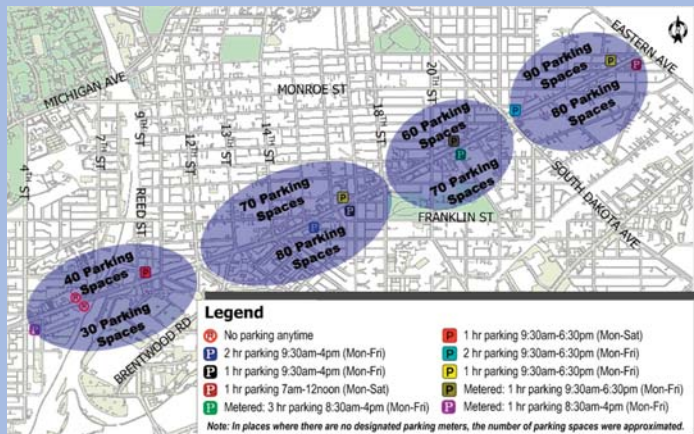 EASTERN AVE
MICHIGAN AVE
MONROE ST
20TH ST
18TH ST
9TH ST
7TH ST
4TH ST
REED ST
12TH ST
13TH ST
14TH ST
90 Parking
Spaces
80 Parking
Spaces
60 Parking
Spaces
70 Parking
Spaces
70 Parking
Spaces
80 Parking
Spaces
40 Parking
Spaces
30 Parking
Spaces
FRANKLIN ST
SOUTH DAKOTA AVE
BRENTWOOD RD
Legend
No parking anytime
P 2 hr parking 9:30am-4pm (Mon-Fri)
P 1 hr parking 9:30am-4pm (Mon-Fri)
P 1 hr parking 7am-12noon (Mon-Sat)
P Metered: 3 hr parking 8:30am-4pm (Mon-Fri)
P 1 hr parking 9:30am-6:30pm (Mon-Sat)
P 2 hr parking 9:30am-6:30pm (Mon-Fri)
P 1 hr parking 9:30am-6:30pm (Mon-Fri)
P Metered: 1 hr parking 9:30am-6:30pm (Mon-Fri)
P Metered: 1 hr parking 8:30am-4pm (Mon-Fri)
Note: In places where there are no designated parking meters, the number of parking spaces were approximated.